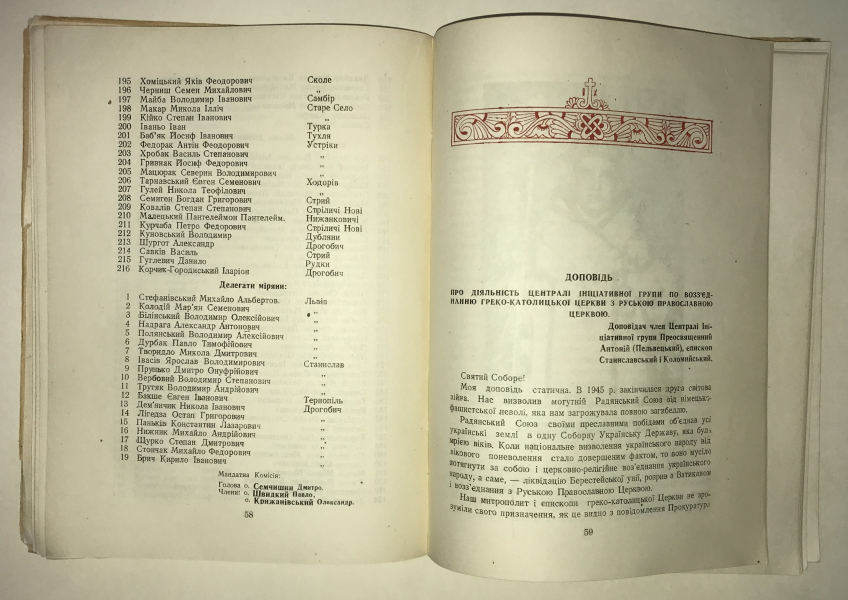 195 Хоміцький Яків Феодорович Сколе
196 Черниш Семен Михайлович „
197 Майба Володимир Іванович Самбір
198 Макар Микола Ілліч Старе Село
199 Кійко Степан Іванович „
200 Іваньо Іван Турка
201 Баб'як Йосиф Іванович Тухля
202 Федорак Антін Феодорович Устріки
203 Хробак Василь Степанович „
204 Гривнак Йосиф Федорович „
205 Мацюрак Северин Володимирович „
206 Тарнавський Євген Семенович Ходорів
207 Гулей Никола Теофілович „
208 Семиген Богдан Григорович Стрий
209 Ковалів Степан Степанович Стріличі Нові
210 Малецький Пантелеймон Пантелейм. Нижанковичі
211 Курчаба Петро Федорович Стріличі Нові
212 Куновський Володимир Дубляни
213 Шургот Александр Дрогобич
214 Савків Василь Стрий
215 Гуглевич Данило Рудки
216 Корчик-Городиський Іларіон Дрогобич
Делегати міряни:
1 Стефанівський Михайло Альбертов. Львів
2 Колодій Мар'ян Семенович „
3 Білінський Володимир Олексійович „
4 Надрага Александр Антонович „
5 Полянський Володимир Алексійович „
6 Дурбак Павло Тимофійович „
7 Творидло Микола Дмитрович „
8 Івасів Ярослав Володимирович Станислав
9 Прунько Дмитро Онуфрійович „
10 Вербовий Володимир Степанович „
11 Трутяк Володимир Андрійович „
12 Бакше Євген Іванович Тернопіль
13 Дем'янчик Никола Іванович Дрогобич
14 Лігедза Остап Григорович „
15 Паньків Константин Лазарович „
16 Нижник Михайло Андрійович „
17 Щурко Степан Дмитрович „
18 Стончак Михайло Федорович „
19 Брич Кирило Іванович „
Мандатна Комісія:
Голова о. Семчишин Дмитро.
Члени: о. Швидкий Павло.
о. Крижанівський Олександр.
58
ДОПОВІДЬ
ПРО ДІЯЛЬНІСТЬ ЦЕНТРАЛІ ІНІЦІАТИВНОЇ ГРУПИ ПО ВОЗЗ'ЄД-
НАННЮ ГРЕКО-КАТОЛИЦЬКОЇ ЦЕРКВИ З РУСЬКОЮ ПРАВОСЛАВНОЮ
ЦЕРКВОЮ.
Доповідач член Централі Іні-
ціативної групи Преосвященний
Антоній (Пельвецький), єпископ
Станиславський і Коломийський.
Святий Соборе!
Моя доповідь статична. В 1945 р. закінчилася друга світова
війна. Нас визволив могутній Радянський Союз від німецько-
фашистської неволі, яка нам загрожувала повною загибеллю.
Радянський Союз своїми преславними побідами об'єднав усі
українські землі в одну Соборну Українську Державу, яка була
мрією віків. Коли національне визволення українського народу від
вікового поневолення стало довершеним фактом, то воно мусіло
потягнути за собою і церковно-релігійне воз'єднання українського
народу, а саме, — ліквідацію Берестейської унії, розрив з Ватиканом
і возз'єднання з Руською Православною Церквою.
Наш митрополит і єпископи греко-католицької Церкви не зро-
зуміли свого призначення, як це видно з повідомлення Прокуратура
59